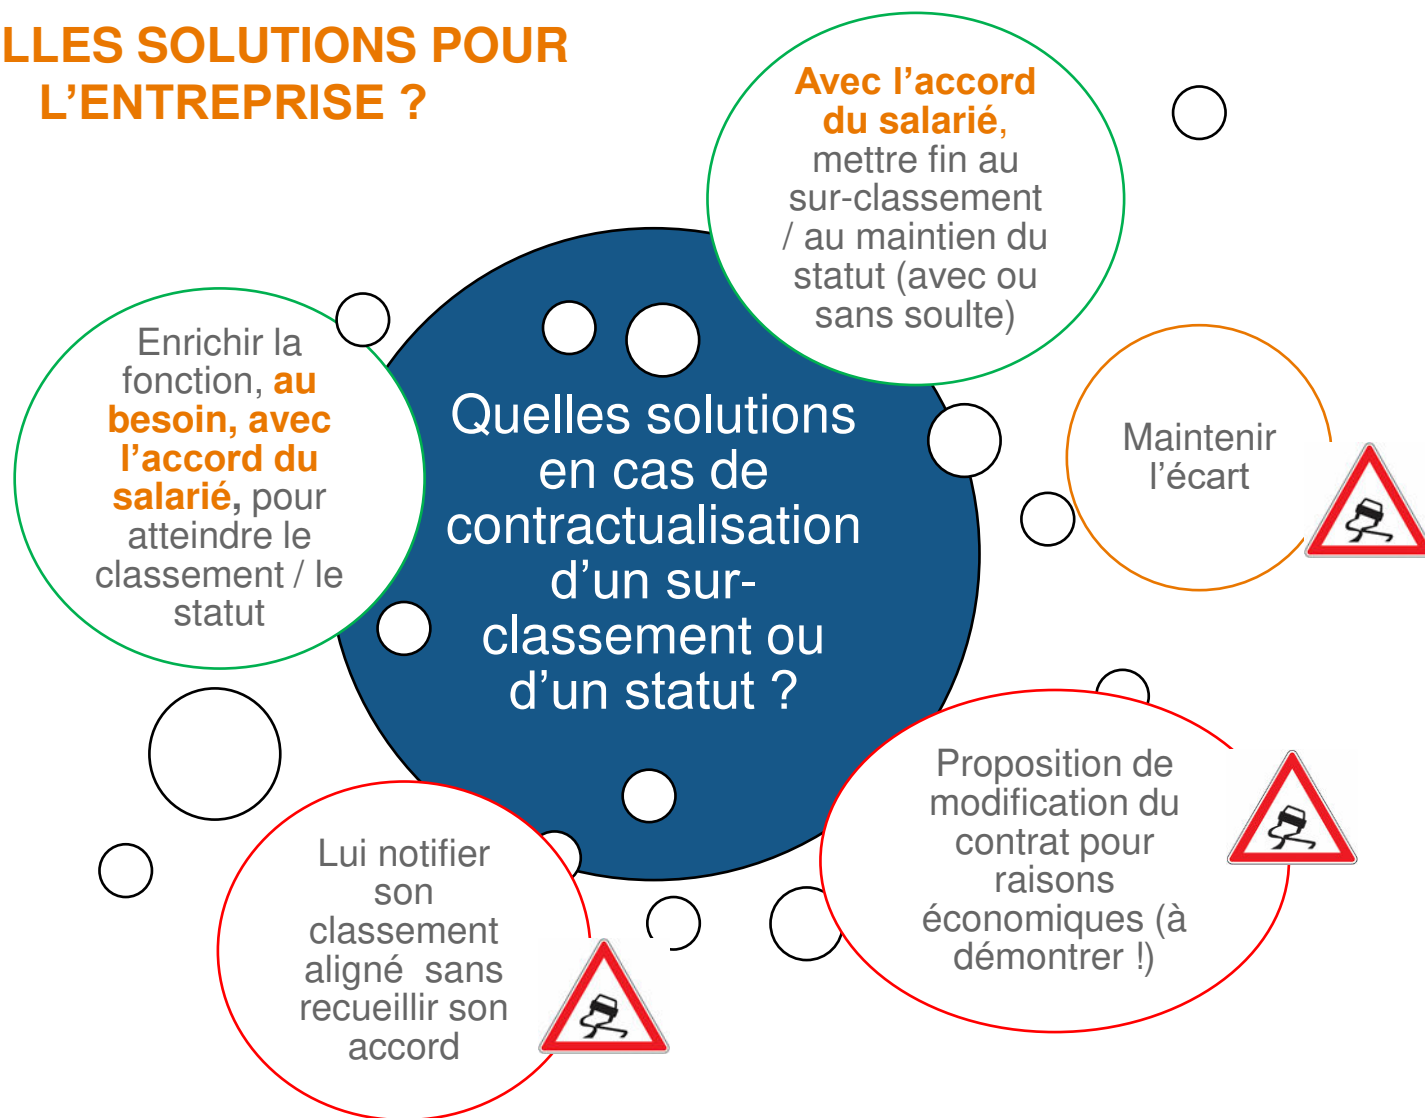 LLES SOLUTIONS POUR
L’ENTREPRISE ?
Avec l’accord
du salarié,
mettre fin au
sur-classement
/ au maintien du
statut (avec ou
sans soulte)
Enrichir la
fonction, au
besoin, avec
l’accord du
salarié, pour
atteindre le
classement / le
statut
Quelles solutions
en cas de
contractualisation
d’un sur-
classement ou
d’un statut ?
Maintenir
l’écart
Proposition de
modification du
contrat pour
raisons
économiques (à
démontrer !)
Lui notifier
son
classement
aligné  sans
recueillir son
accord